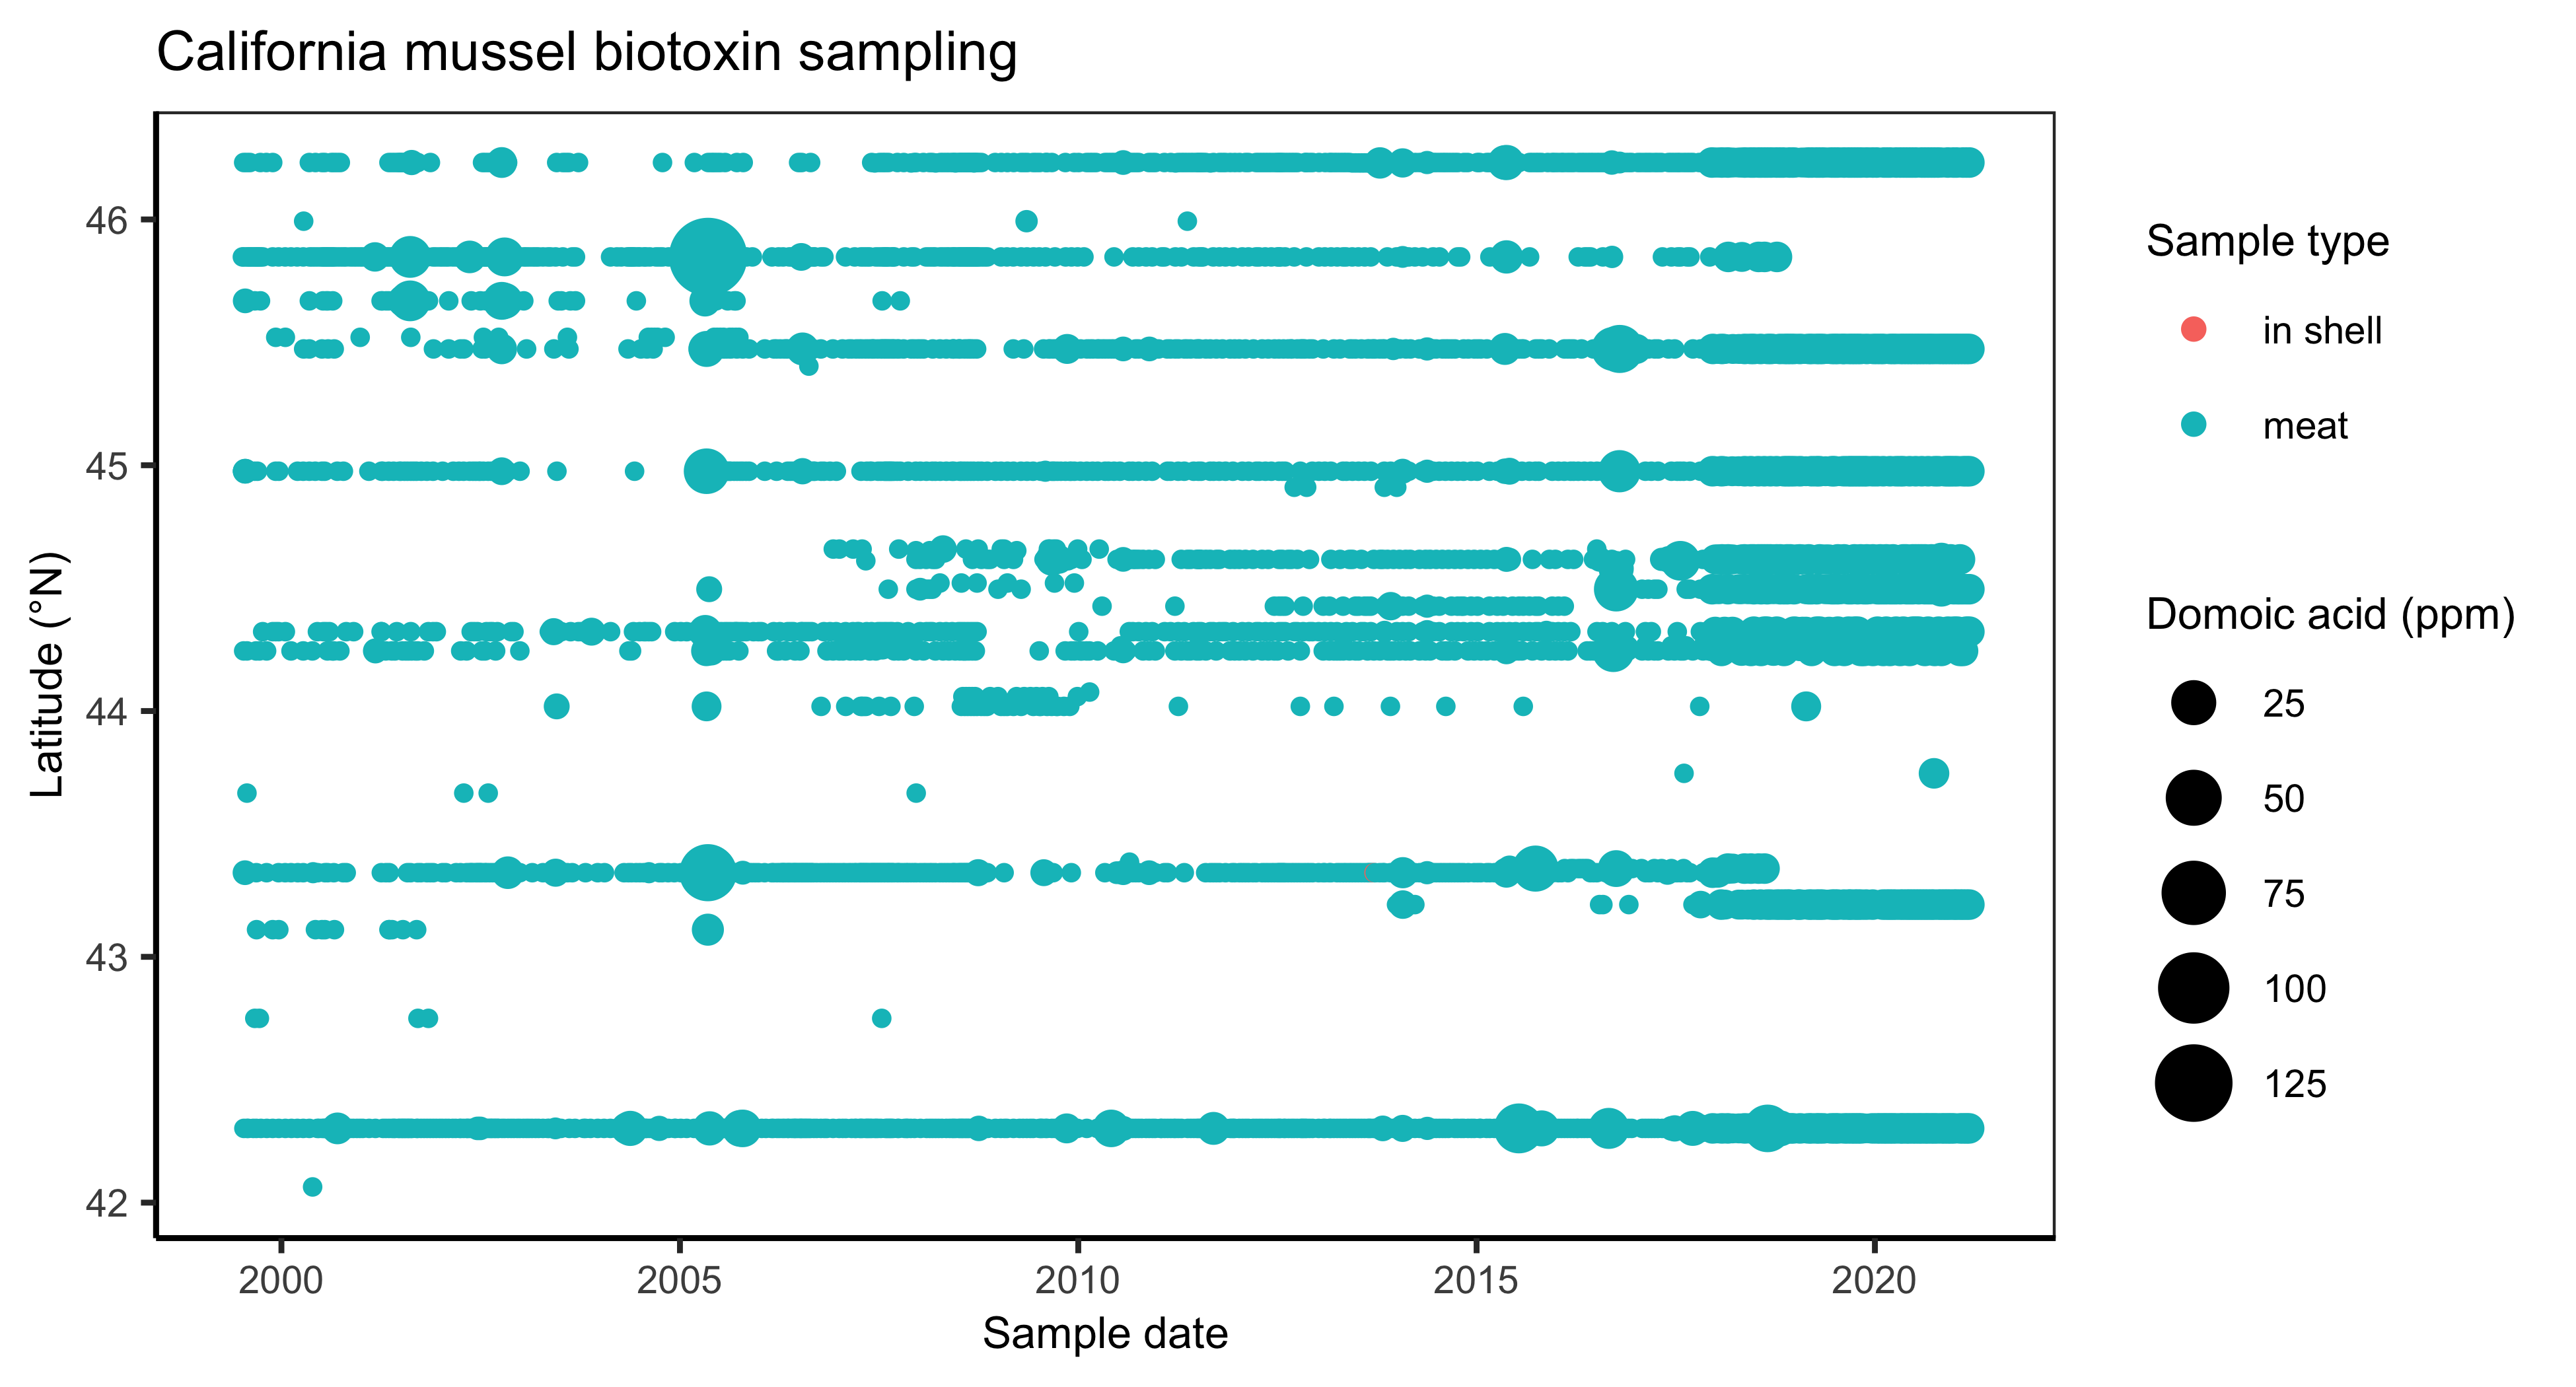 California mussel biotoxin sampling
Latitude (°N)
46
45
44
43
42
2000 2005 2010 2015 2020
Sample date
Sample type
in shell
meat
Domoic acid (ppm)
25
50
75
100
125